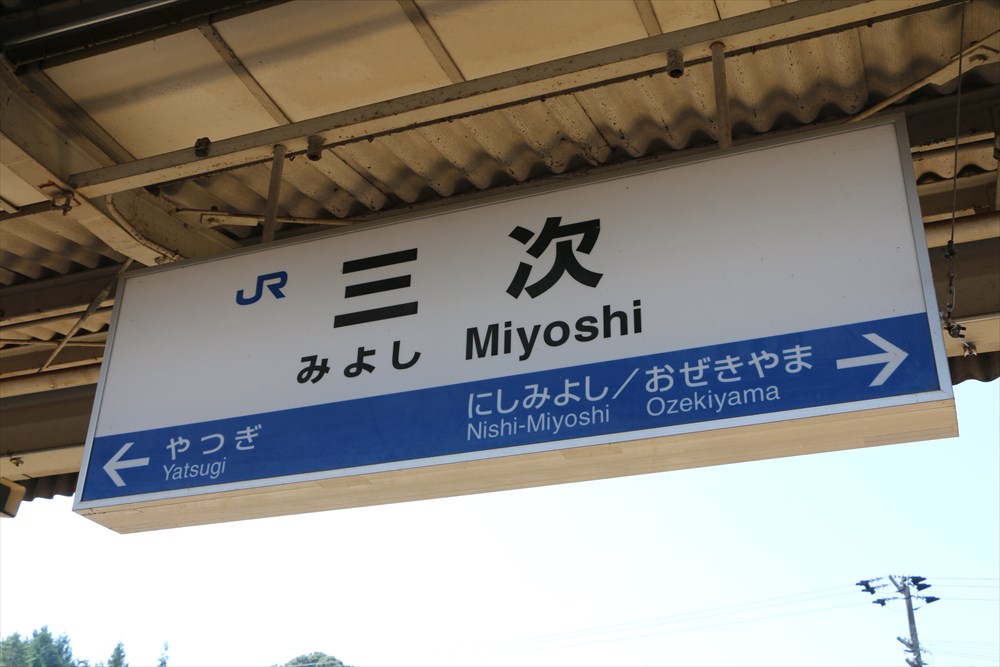 JR 三次
みよし Miyoshi
← やつぎ
Yatsugi
にしみよし/おぜきやま →
Nishi-Miyoshi Ozekiyama